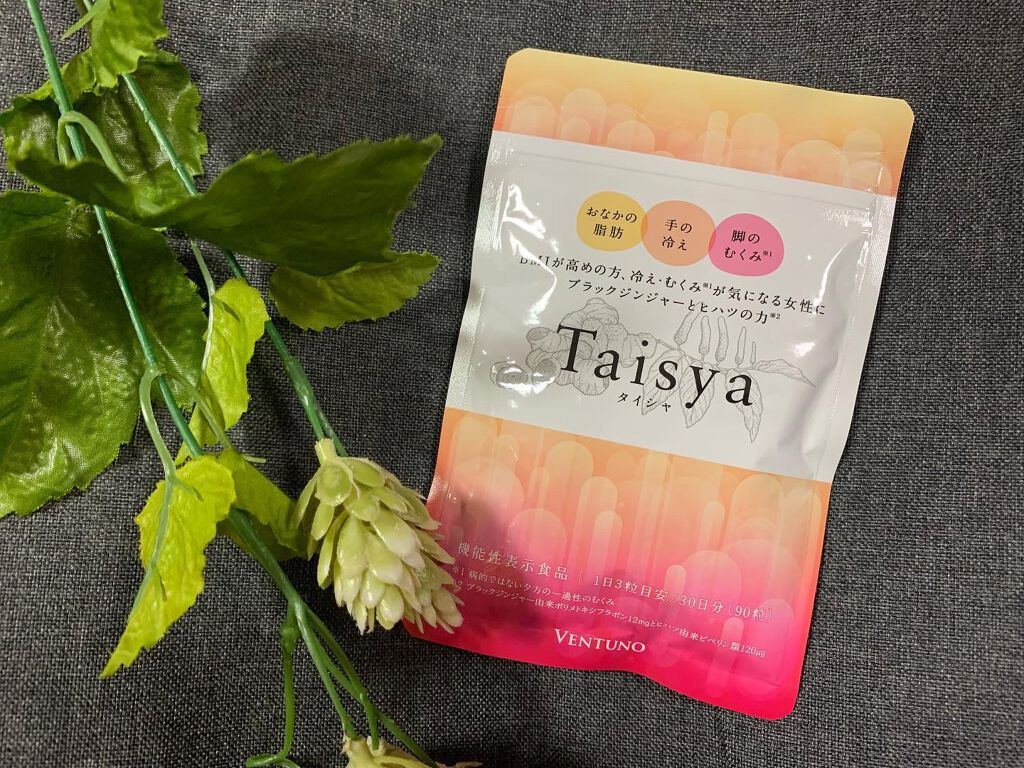 おなかの
脂肪
手の
冷え
脚の
むくみ※1
BMIが高めの方、冷え・むくみ※1が気になる女性に
ブラックジンジャーとヒハツの力※2
Taisya
タイシャ
機能性表示食品 | 1日3粒目安/30日分(90粒)
※1 病的ではない夕方の一過性のむくみ
※2 ブラックジンジャー由来ポリメトキシフラボン12mgとヒハツ由来ピペリン類120μg
VENTUNO